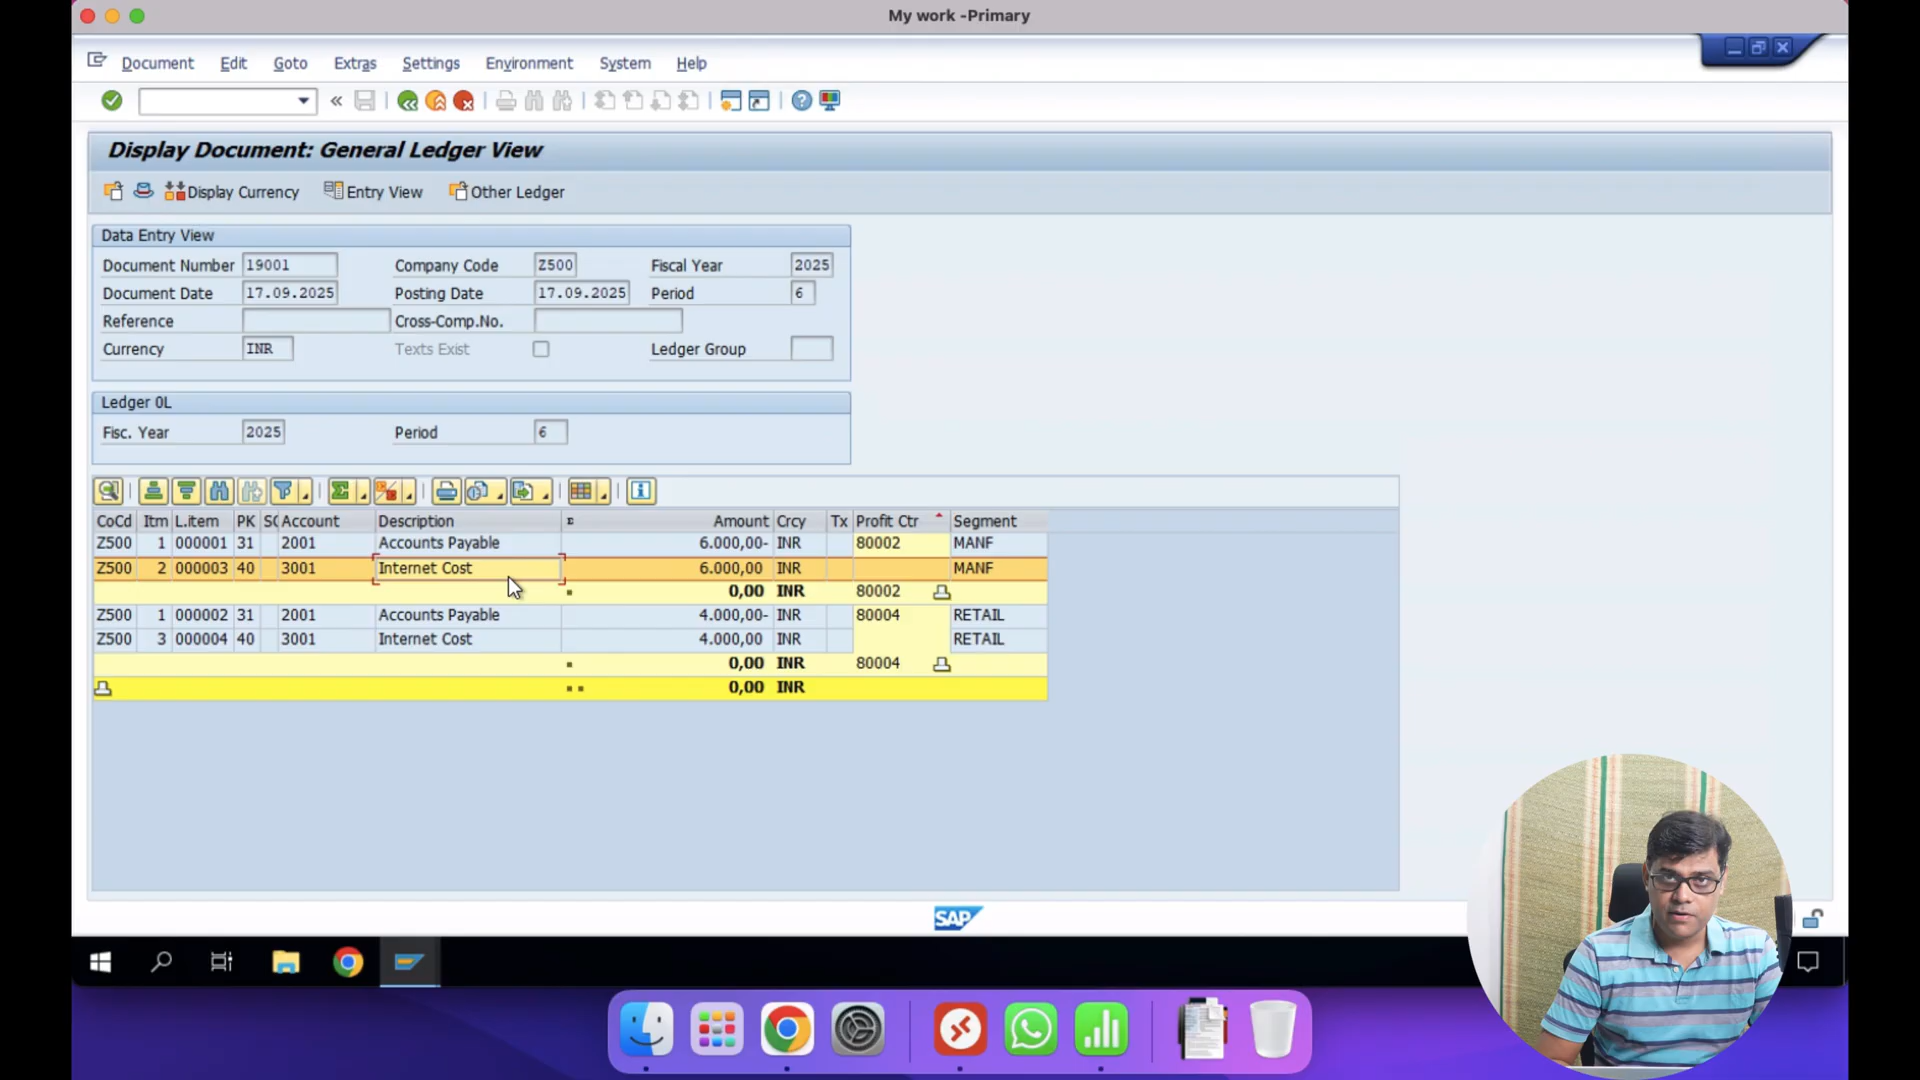 My work -Primary
Document Edit Goto Extras Settings Environment System Help
Display Document: General Ledger View
Display Currency Entry View Other Ledger
Data Entry View
Document Number 19001 Company Code Z500 Fiscal Year 2025
Document Date 17.09.2025 Posting Date 17.09.2025 Period 6
Reference Cross-Comp.No.
Currency INR Texts Exist Ledger Group
Ledger 0L
Fisc. Year 2025 Period 6
CoCd Itm L.item PK SG Account Description Σ Amount Crcy Tx Profit Ctr Segment
Z500 1 000001 31 2001 Accounts Payable 6.000,00- INR 80002 MANF
Z500 2 000003 40 3001 Internet Cost 6.000,00 INR MANF
0,00 INR 80002
Z500 1 000002 31 2001 Accounts Payable 4.000,00- INR 80004 RETAIL
Z500 3 000004 40 3001 Internet Cost 4.000,00 INR RETAIL
0,00 INR 80004
0,00 INR
SAP